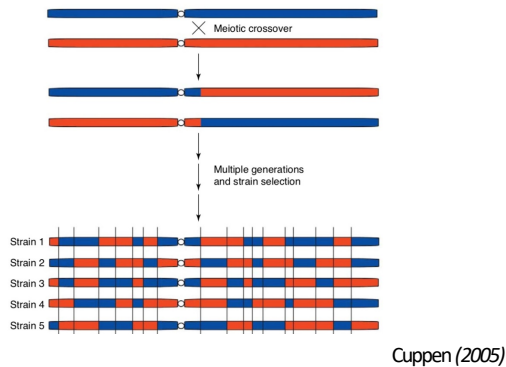 Meiotic crossover
Multiple generations
and strain selection
Strain 1
Strain 2
Strain 3
Strain 4
Strain 5
Cuppen (2005)